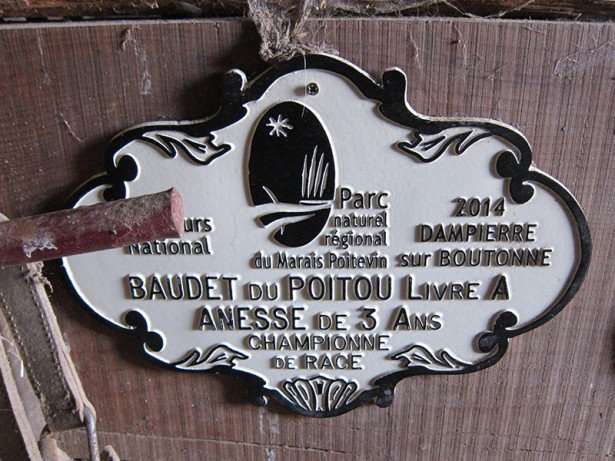 Parc
naturel
régional
du Marais Poitevin
National
2014
DAMPIERRE
sur BOUTONNE
BAUDET DU POITOU LIVRE A
ANESSE DE 3 ANS
CHAMPIONNE
DE RACE